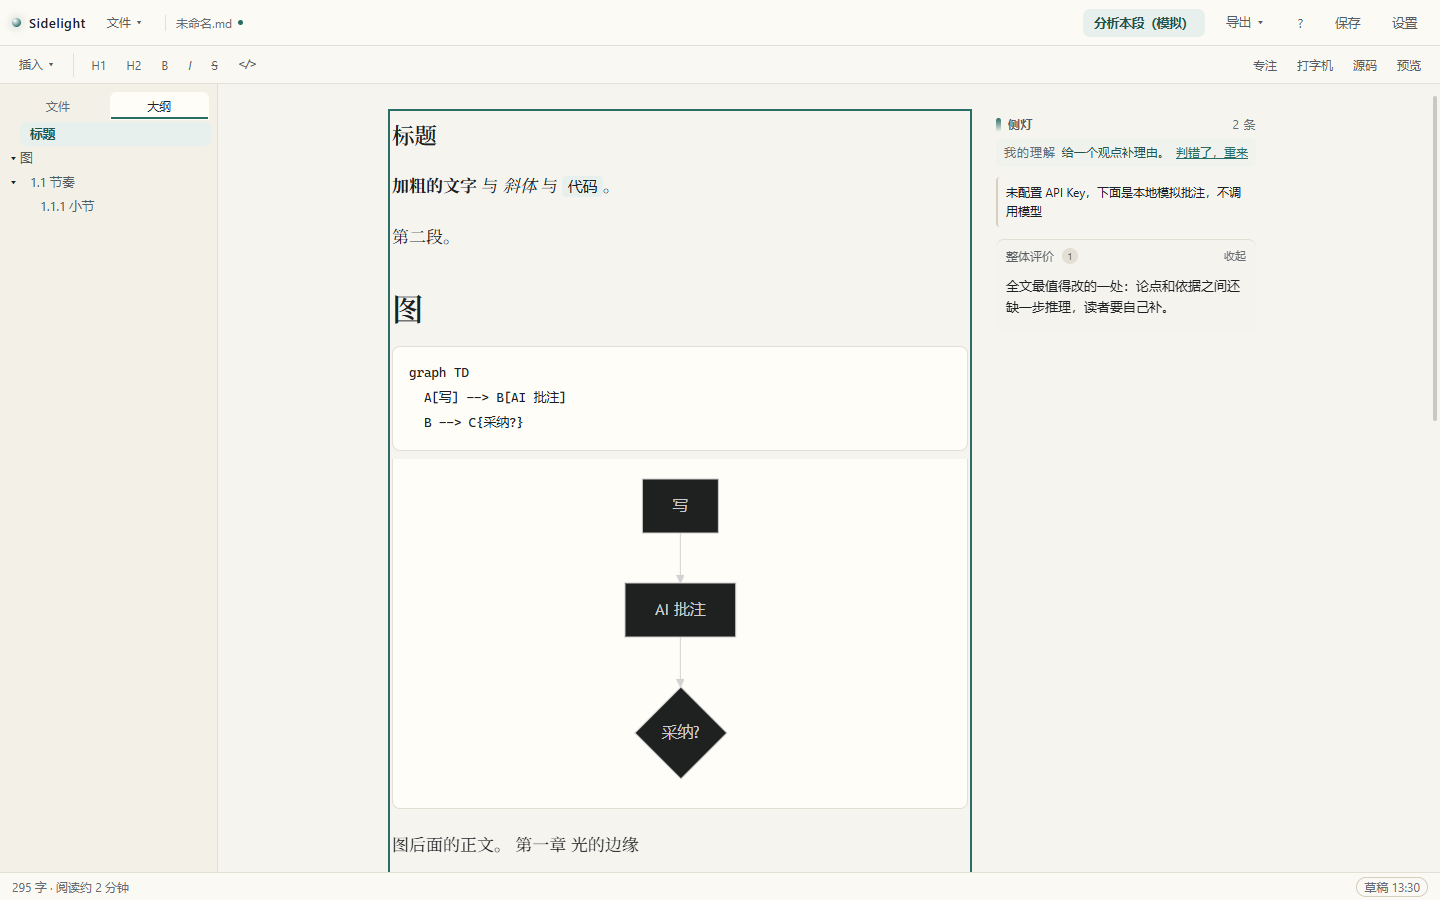 Sidelight 文件 未命名.md 分析本段（模拟） 导出 ? 保存 设置
插入 H1 H2 B I S </> 专注 打字机 源码 预览
文件 大纲
标题
图
1.1 节奏
1.1.1 小节
标题
加粗的文字 与 斜体 与 代码 。
第二段。
图
graph TD
A[写] --> B[AI 批注]
B --> C{采纳?}
写
AI 批注
采纳?
图后面的正文。 第一章 光的边缘
侧灯 2 条
我的理解 给一个观点补理由。 判错了，重来
未配置 API Key，下面是本地模拟批注，不调
用模型
整体评价 1 收起
全文最值得改的一处：论点和依据之间还
缺一步推理，读者要自己补。
295 字 · 阅读约 2 分钟 草稿 13:30